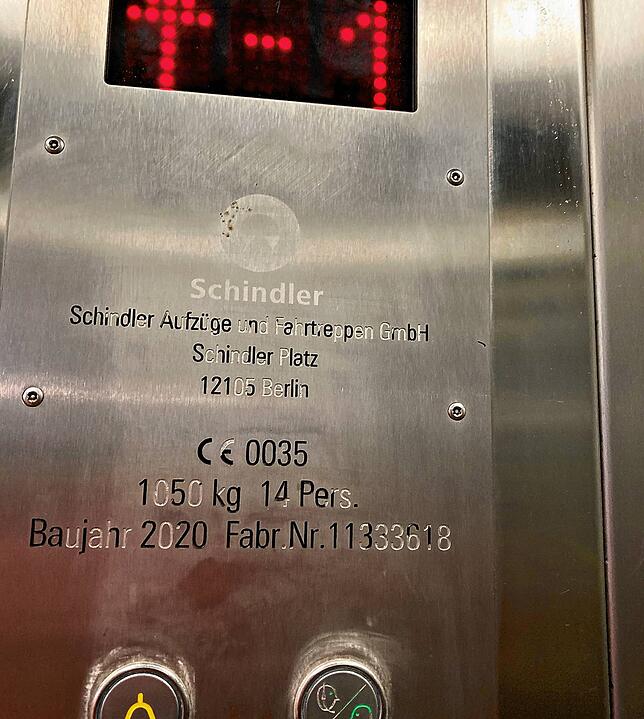 -1
Schindler
Schindler Aufzüge und Fahrtreppen GmbH
Schindler Platz
12105 Berlin
CE 0035
1050 kg 14 Pers.
Baujahr 2020 Fabr.Nr.11333618